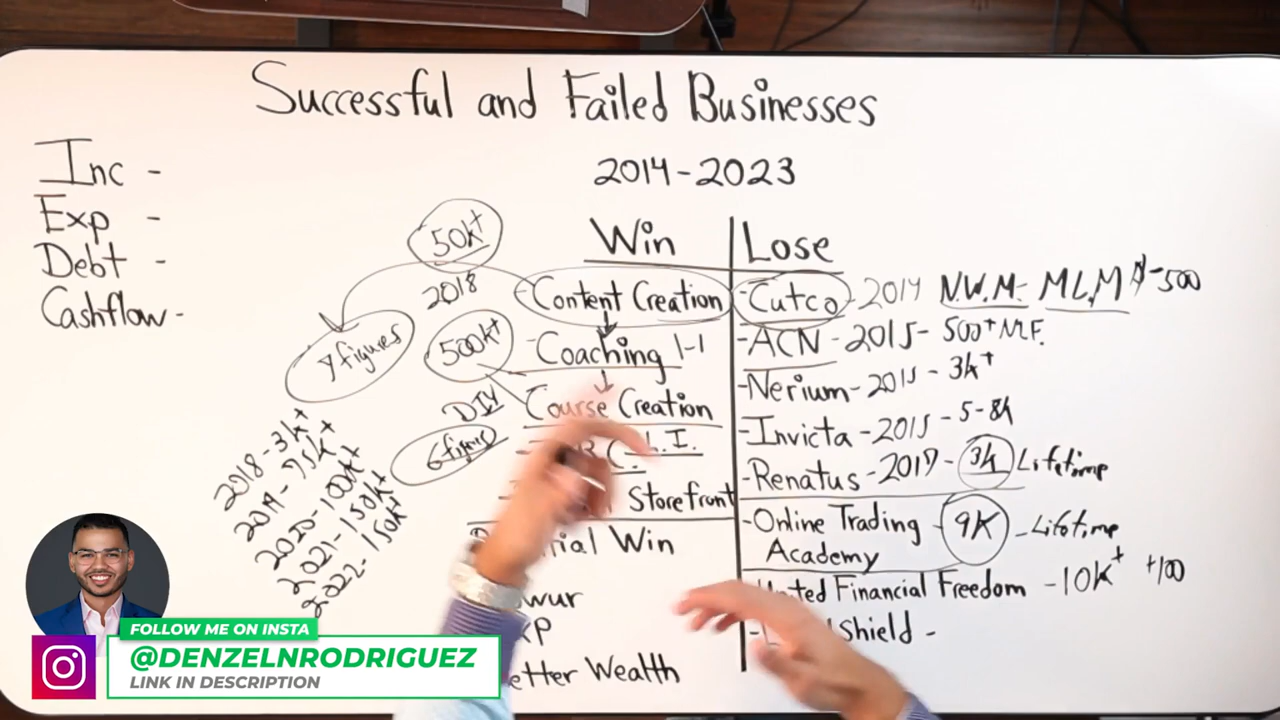 Successful and Failed Businesses
2014-2023
Inc -
Exp -
Debt -
Cashflow -
Win
Content Creation
Coaching 1-1
Course Creation
L.I.
Storefront
Win
etter Wealth
50k+
2018
500k+
DIY
6 figure
7 figures
2018-31k+
2019-75k+
2020-100k+
2021-150k+
2022-150k+
Lose
-Cutco - 2014 N.W.M- MLM $-500
-ACN - 2015- 500+ N.F.
-Nerium- 2015 - 3k+
-Invicta - 2015 - 5-8k
-Renatus - 2017 - 3k Lifetime
-Online Trading Academy - 9K - Lifetime
Financial Freedom -10K+ +100
Shield -
FOLLOW ME ON INSTA
@DENZELNRODRIGUEZ
LINK IN DESCRIPTION